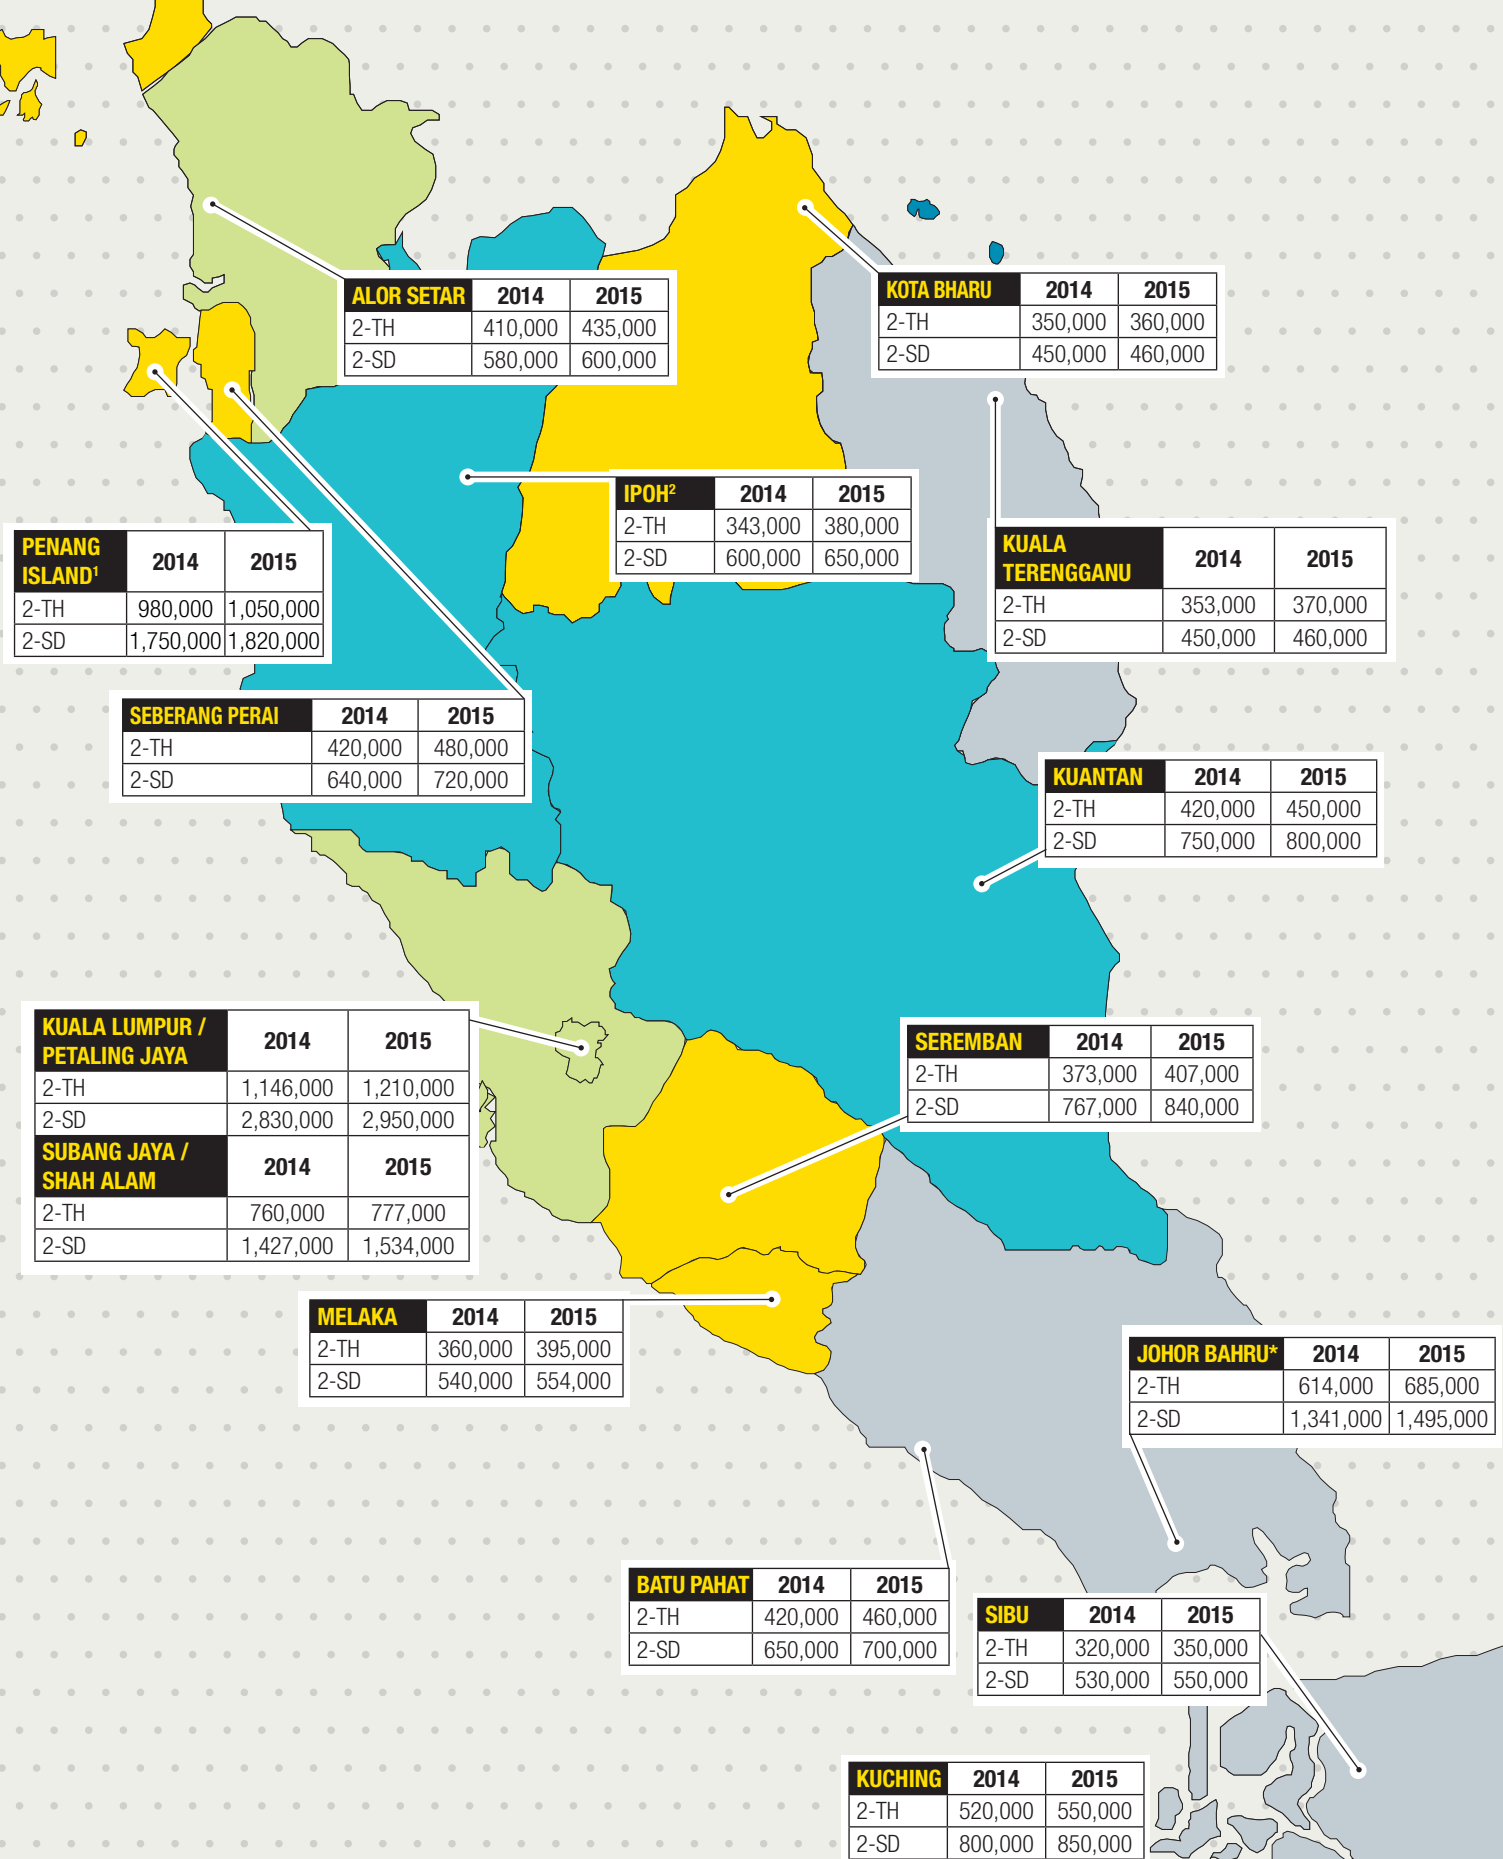 ALOR SETAR 2014 2015
2-TH 410,000 435,000
2-SD 580,000 600,000
KOTA BHARU 2014 2015
2-TH 350,000 360,000
2-SD 450,000 460,000
IPOH² 2014 2015
2-TH 343,000 380,000
2-SD 600,000 650,000
PENANG
ISLAND¹ 2014 2015
2-TH 980,000 1,050,000
2-SD 1,750,000 1,820,000
KUALA
TERENGGANU 2014 2015
2-TH 353,000 370,000
2-SD 450,000 460,000
SEBERANG PERAI 2014 2015
2-TH 420,000 480,000
2-SD 640,000 720,000
KUANTAN 2014 2015
2-TH 420,000 450,000
2-SD 750,000 800,000
KUALA LUMPUR /
PETALING JAYA 2014 2015
2-TH 1,146,000 1,210,000
2-SD 2,830,000 2,950,000
SUBANG JAYA /
SHAH ALAM 2014 2015
2-TH 760,000 777,000
2-SD 1,427,000 1,534,000
SEREMBAN 2014 2015
2-TH 373,000 407,000
2-SD 767,000 840,000
MELAKA 2014 2015
2-TH 360,000 395,000
2-SD 540,000 554,000
JOHOR BAHRU* 2014 2015
2-TH 614,000 685,000
2-SD 1,341,000 1,495,000
BATU PAHAT 2014 2015
2-TH 420,000 460,000
2-SD 650,000 700,000
SIBU 2014 2015
2-TH 320,000 350,000
2-SD 530,000 550,000
KUCHING 2014 2015
2-TH 520,000 550,000
2-SD 800,000 850,000